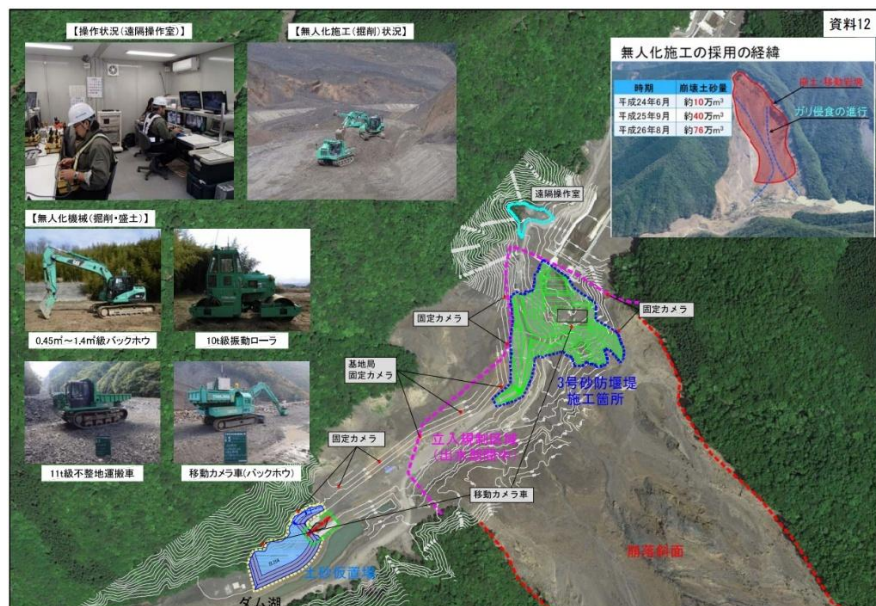 資料12
【操作状況(遠隔操作室)】
【無人化施工(掘削)状況】
無人化施工の採用の経緯
時期 崩壊土砂量
平成24年6月 約10万m³
平成25年9月 約40万m³
平成26年8月 約76万m³
ガリ侵食の進行
遠隔操作室
【無人化機械(掘削・盛土)】
0.45㎡~1.4㎡級バックホウ
10t級振動ローラ
固定カメラ
固定カメラ
基地局
固定カメラ
3号砂防堰堤
施工箇所
11t級不整地運搬車
移動カメラ車(バックホウ)
固定カメラ
立入規制区域
移動カメラ車
崩落斜面
土砂仮置場
ダム湖